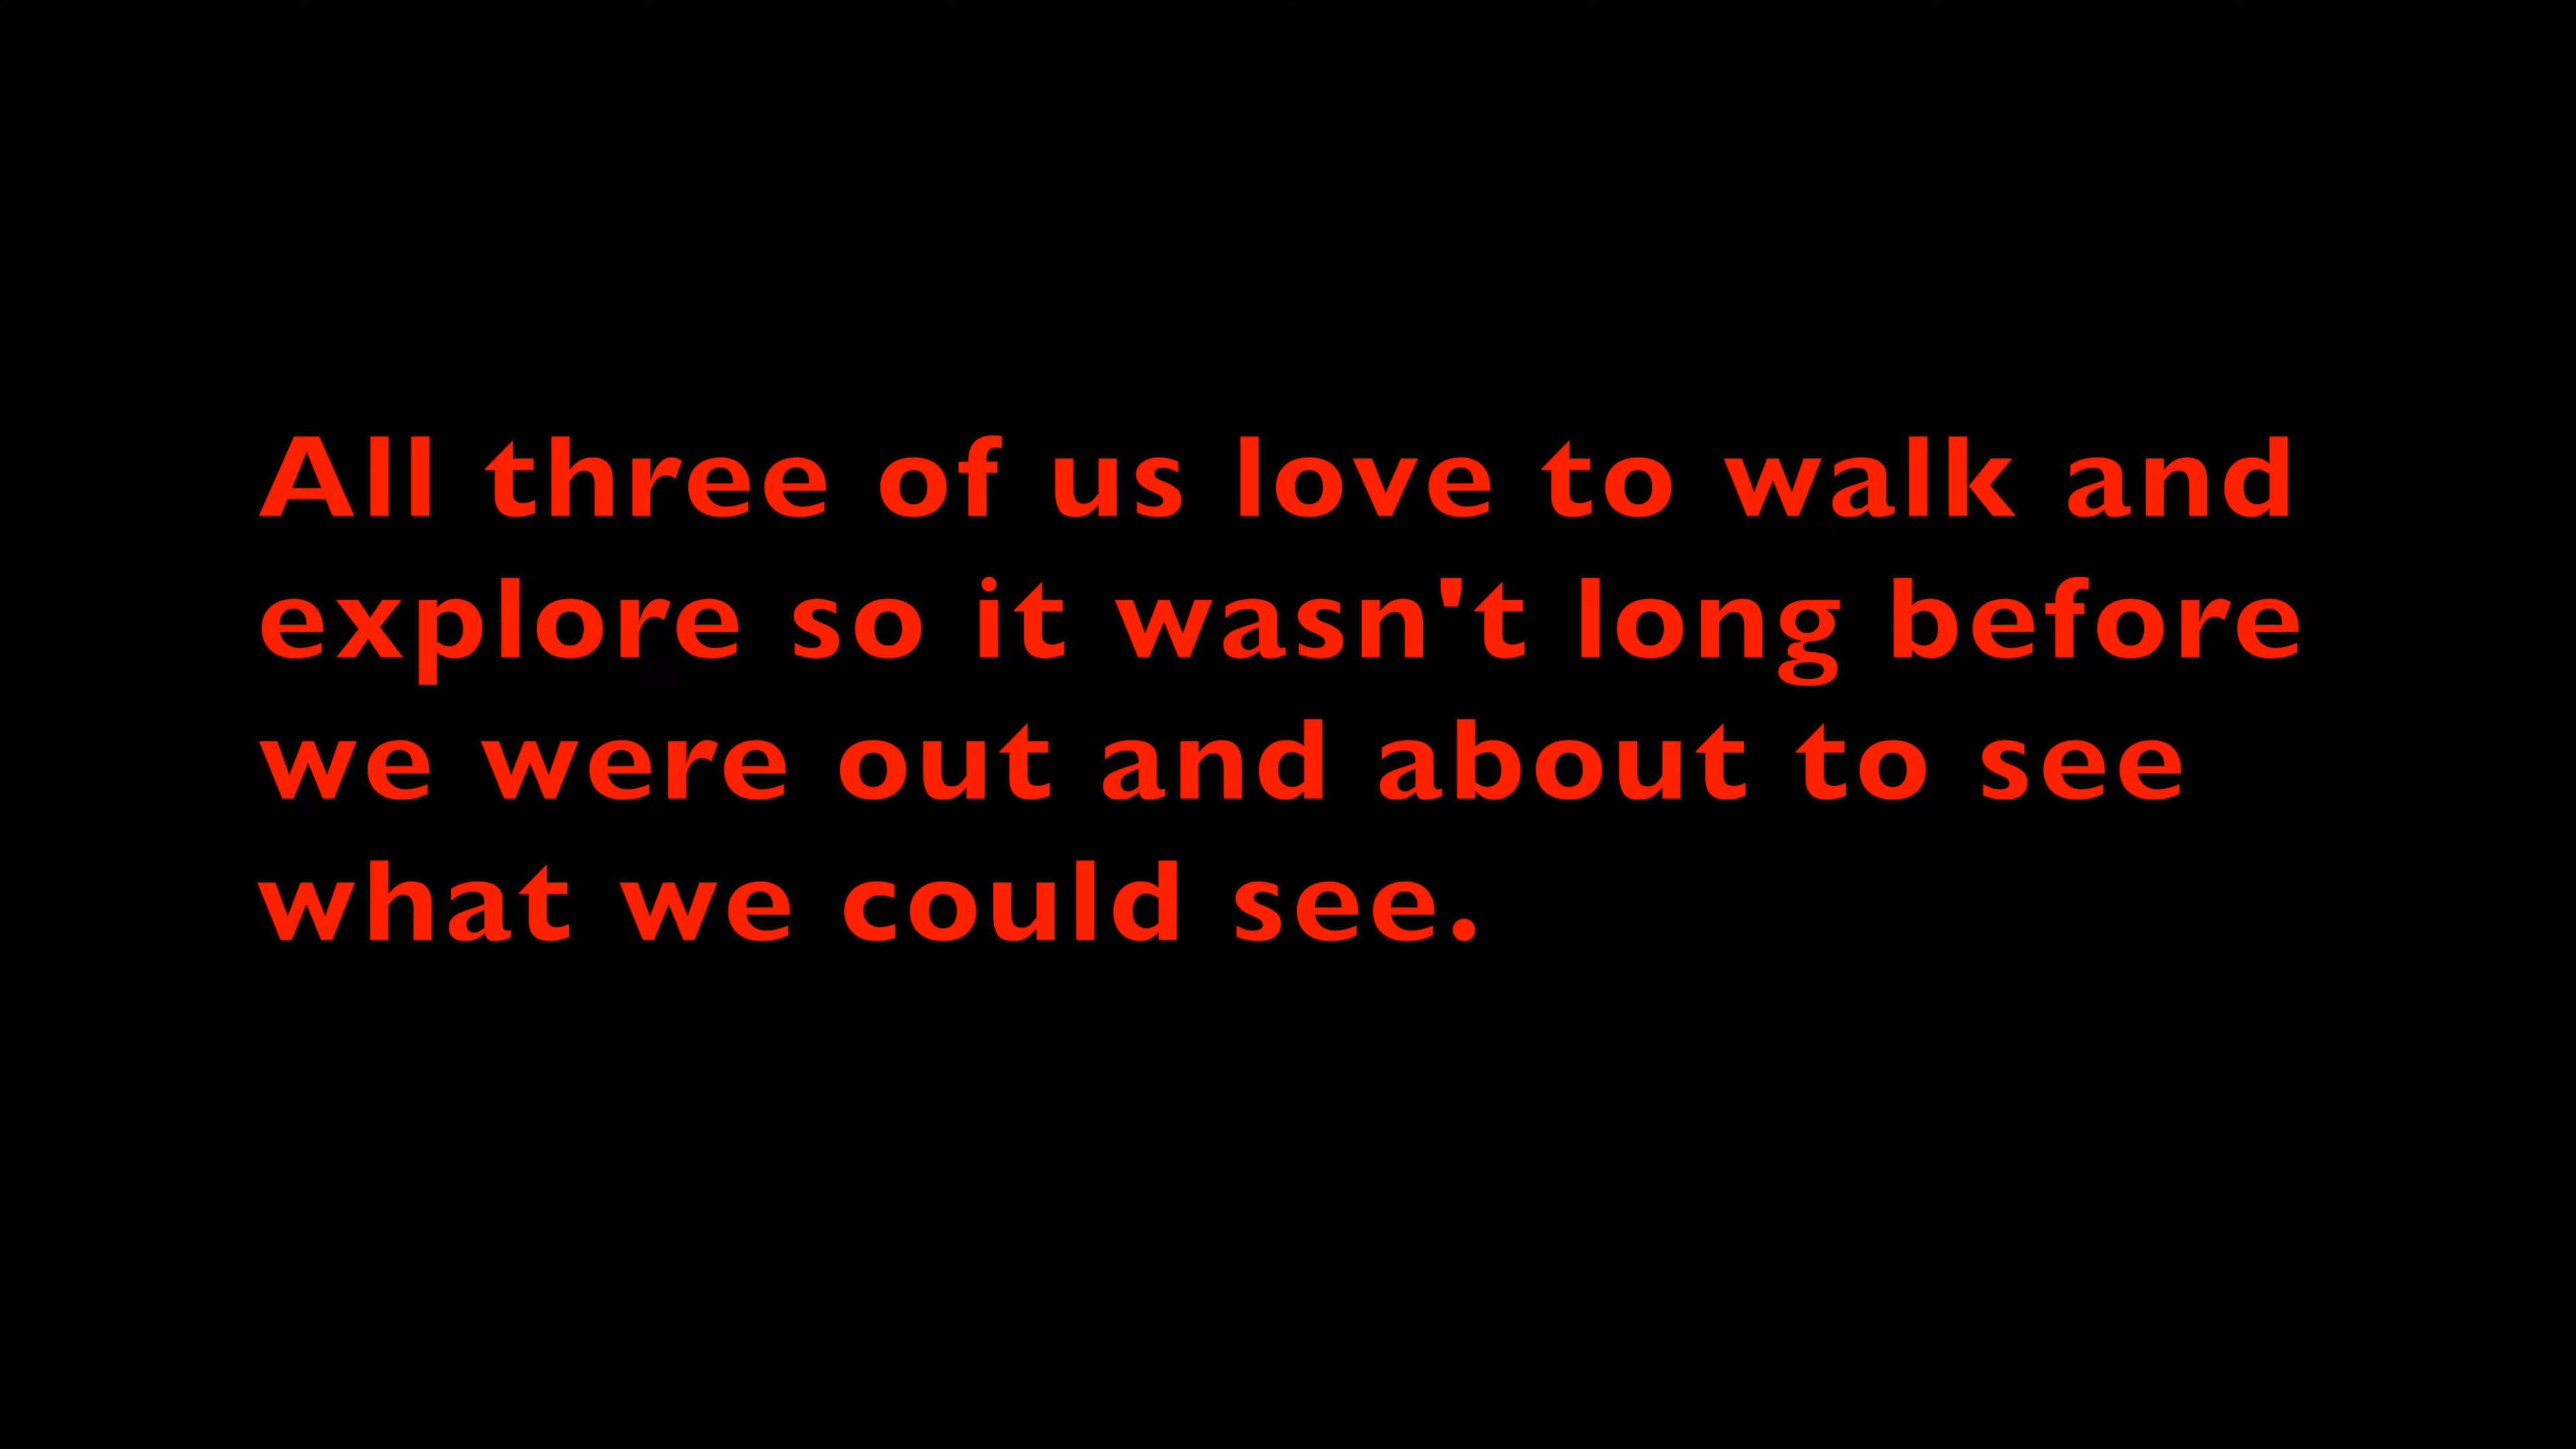 All three of us love to walk and
explore so it wasn't long before
we were out and about to see
what we could see.